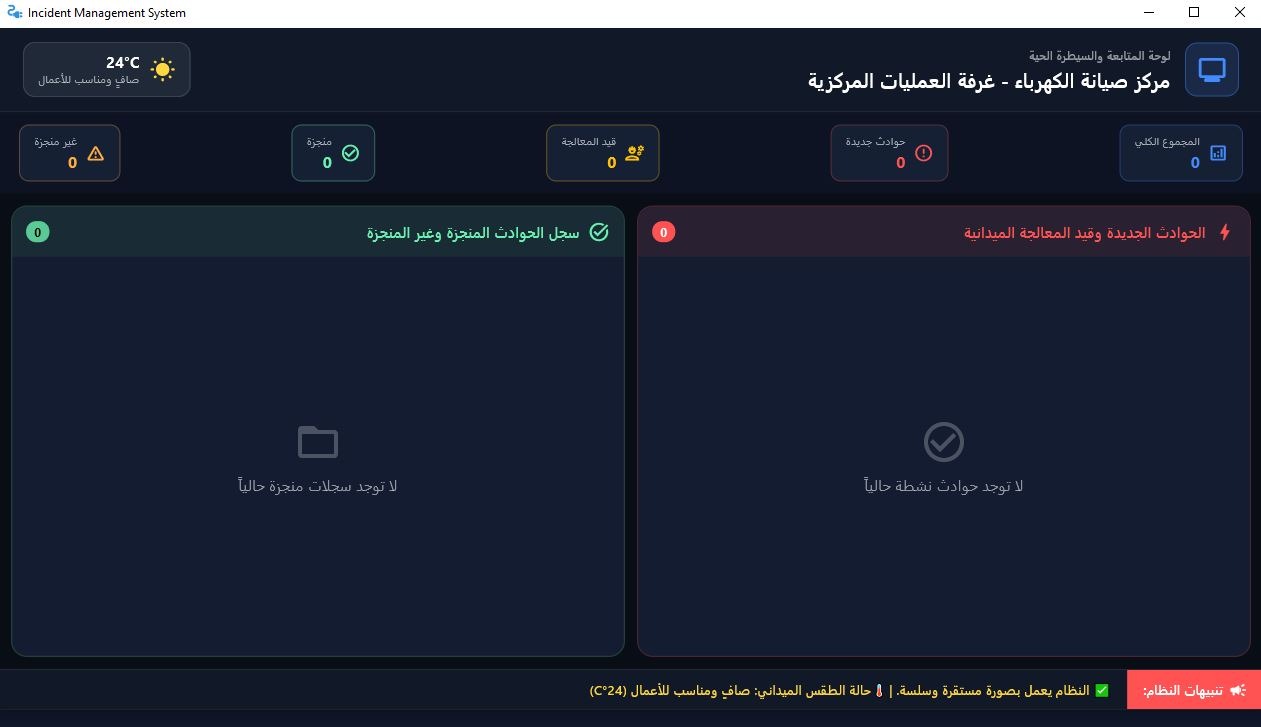 Incident Management System
لوحة المتابعة والسيطرة الحية
مركز صيانة الكهرباء - غرفة العمليات المركزية
24°C
صافٍ ومناسب للأعمال
المجموع الكلي
0
حوادث جديدة
0
قيد المعالجة
0
منجزة
0
غير منجزة
0
الحوادث الجديدة وقيد المعالجة الميدانية
0
لا توجد حوادث نشطة حالياً
سجل الحوادث المنجزة وغير المنجزة
0
لا توجد سجلات منجزة حالياً
تنبيهات النظام:
✅ النظام يعمل بصورة مستقرة وسلسة. | 🌡️ حالة الطقس الميداني: صافٍ ومناسب للأعمال (24°C)